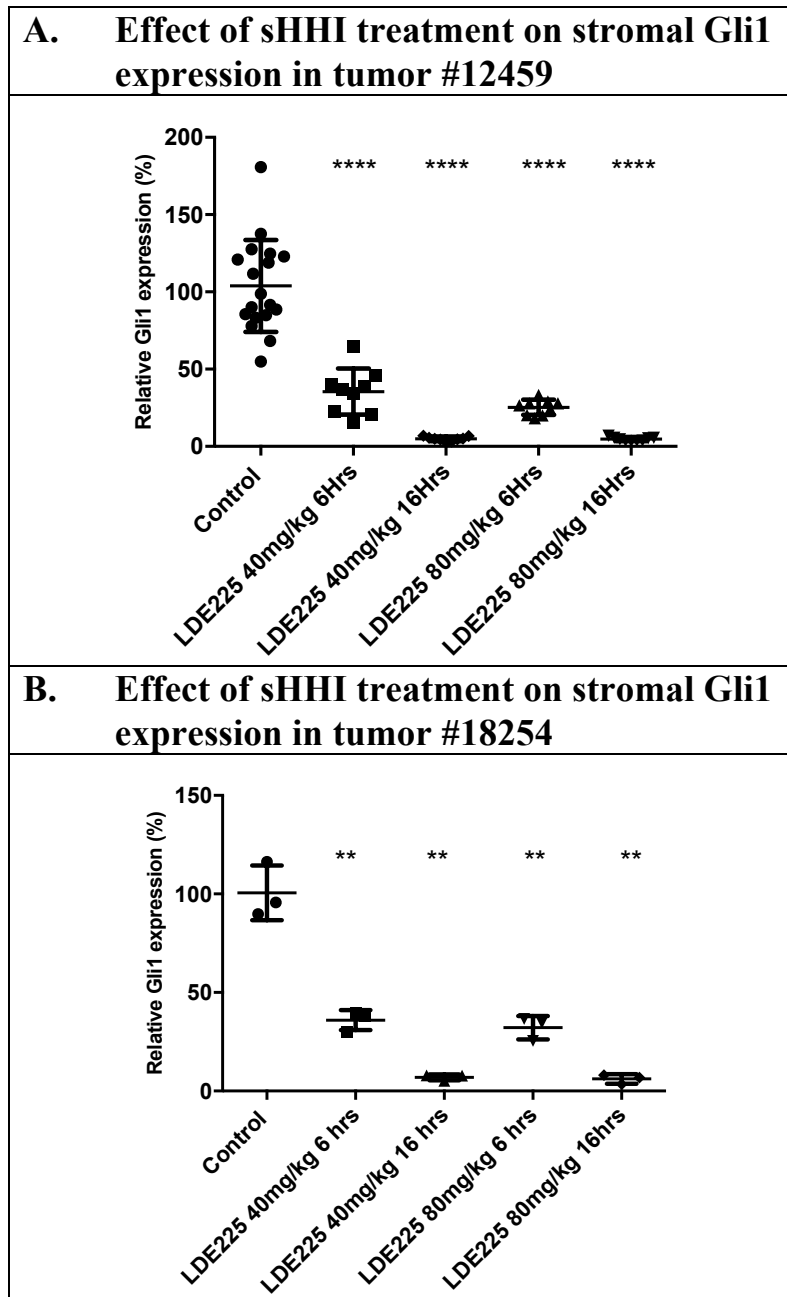 A. Effect of sHHI treatment on stromal Gli1
expression in tumor #12459
Relative Gli1 expression (%)
200
150
100
50
0
**** **** **** ****
Control
LDE225 40mg/kg 6Hrs
LDE225 40mg/kg 16Hrs
LDE225 80mg/kg 6Hrs
LDE225 80mg/kg 16Hrs
B. Effect of sHHI treatment on stromal Gli1
expression in tumor #18254
Relative Gli1 expression (%)
150
100
50
0
** ** ** **
Control
LDE225 40mg/kg 6 hrs
LDE225 40mg/kg 16 hrs
LDE225 80mg/kg 6 hrs
LDE225 80mg/kg 16hrs